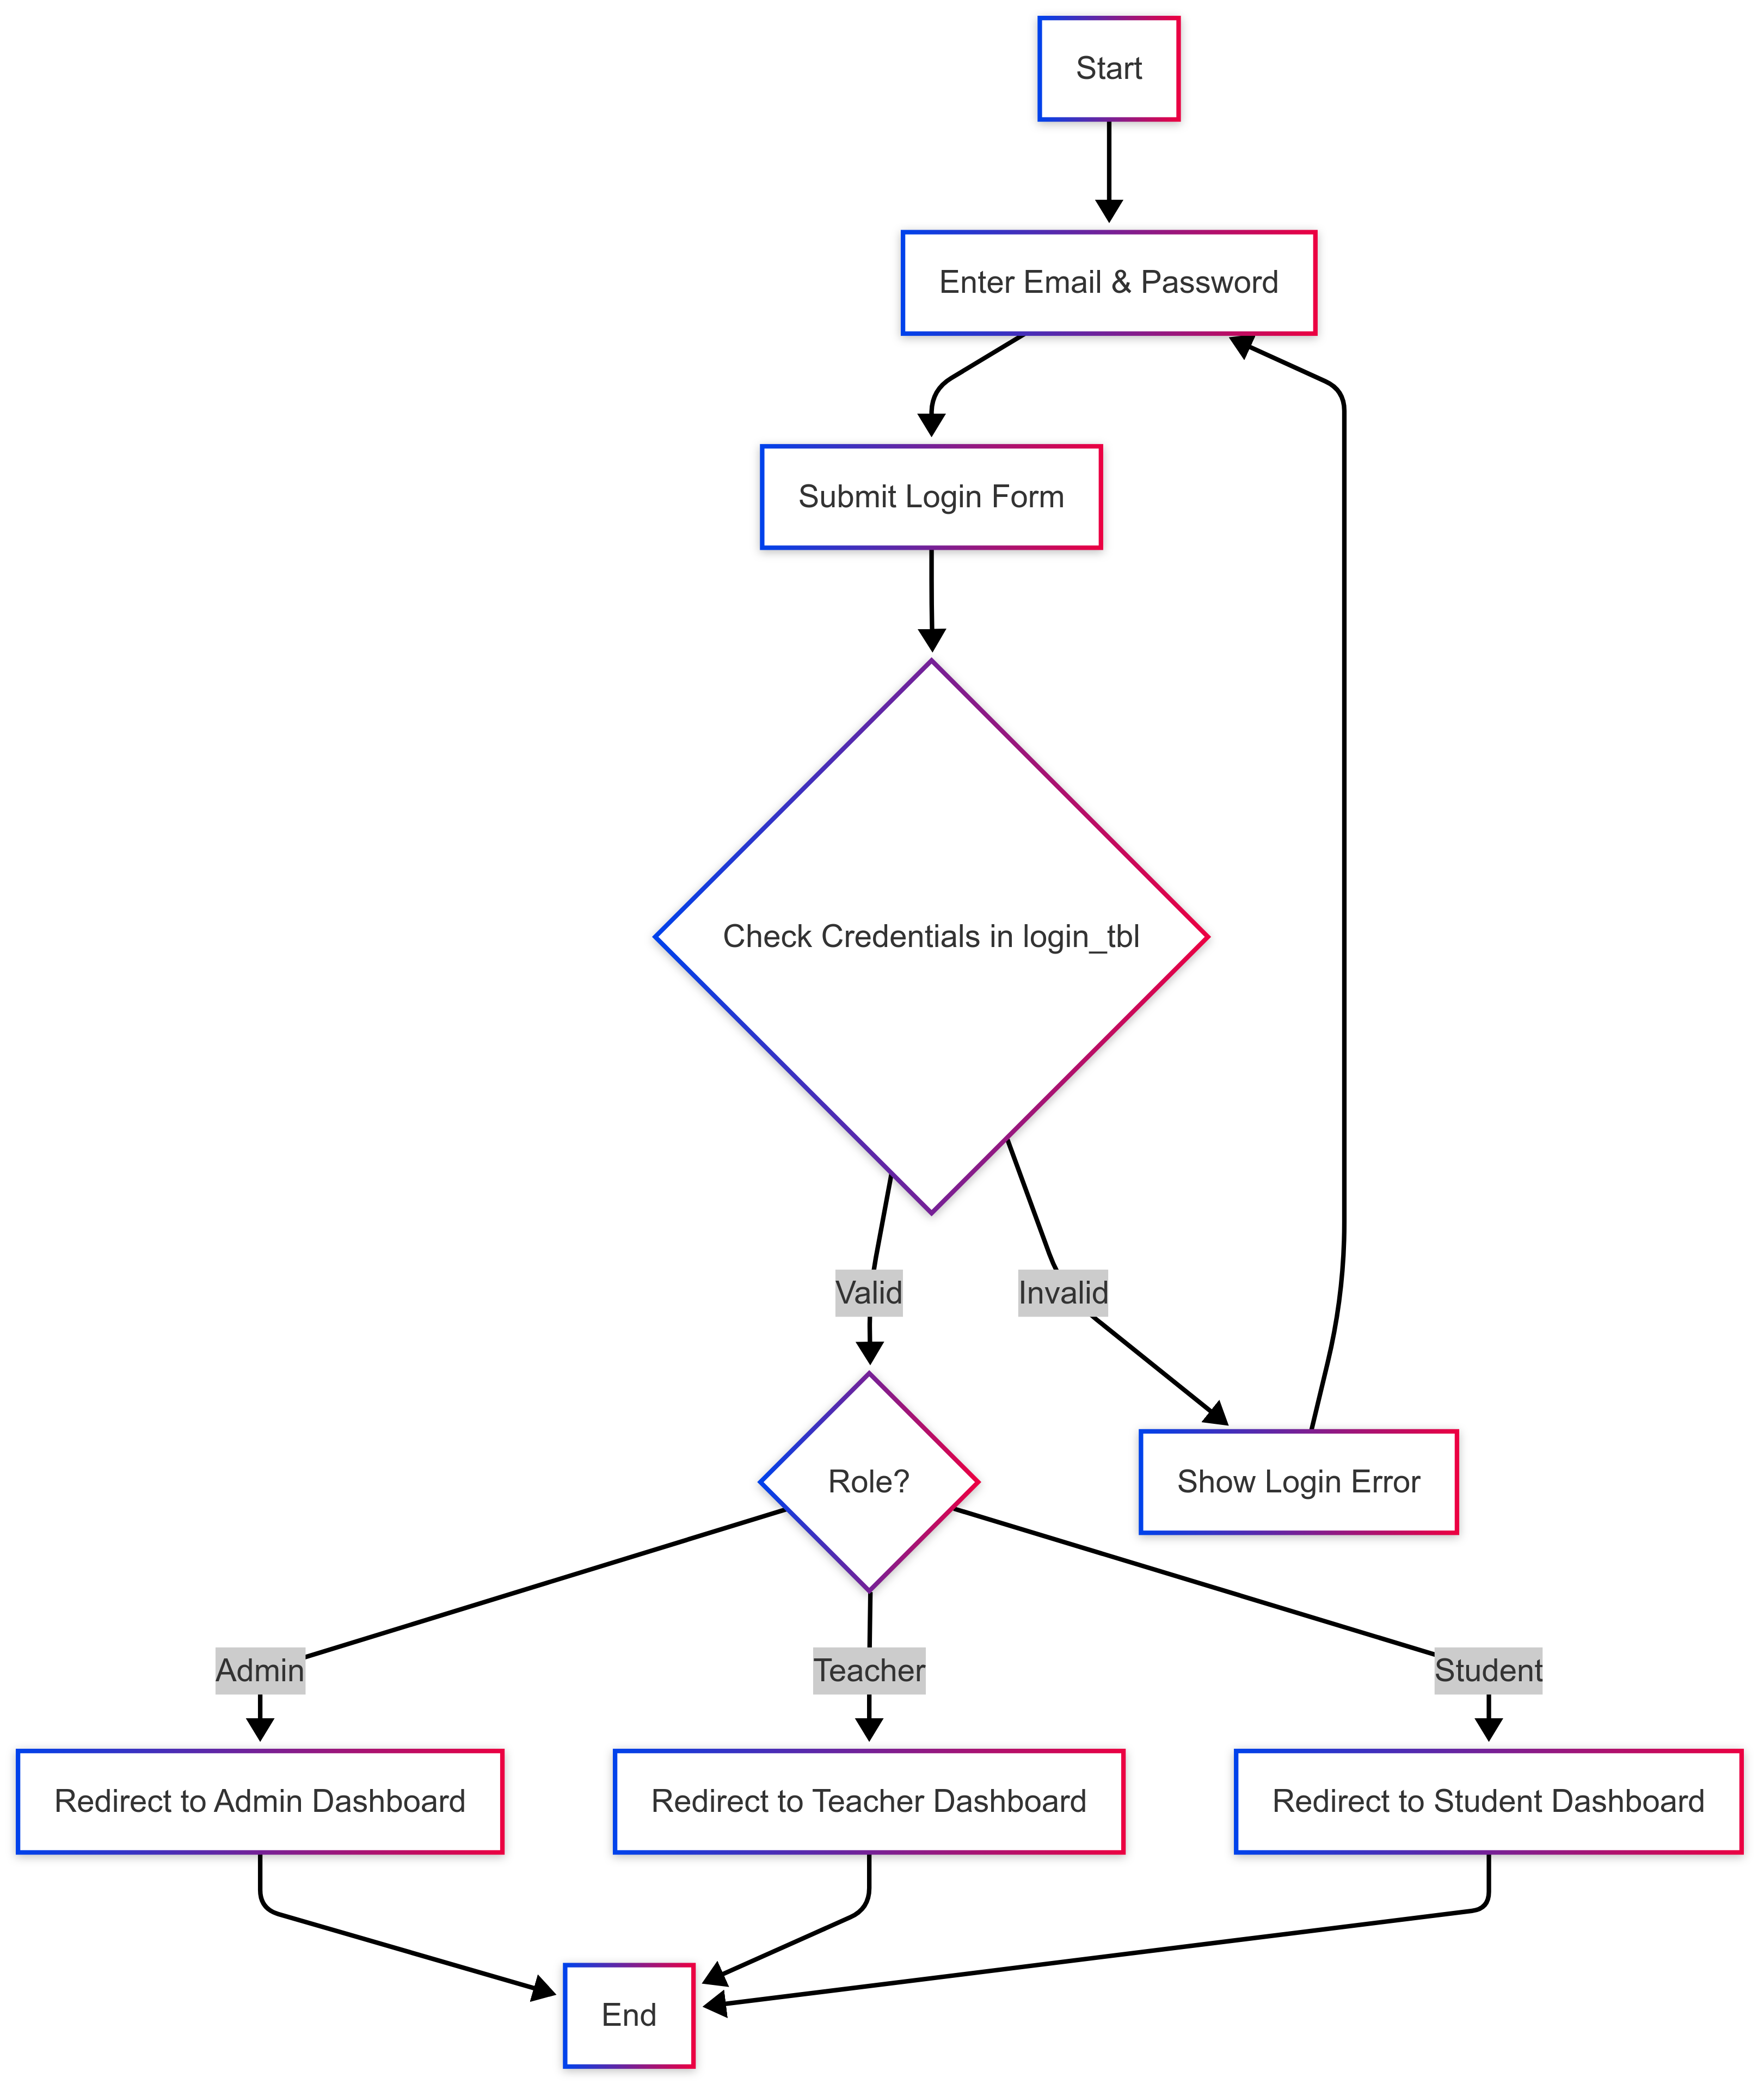 Start
Enter Email & Password
Submit Login Form
Check Credentials in login_tbl
Valid
Invalid
Role?
Show Login Error
Admin
Teacher
Student
Redirect to Admin Dashboard
Redirect to Teacher Dashboard
Redirect to Student Dashboard
End